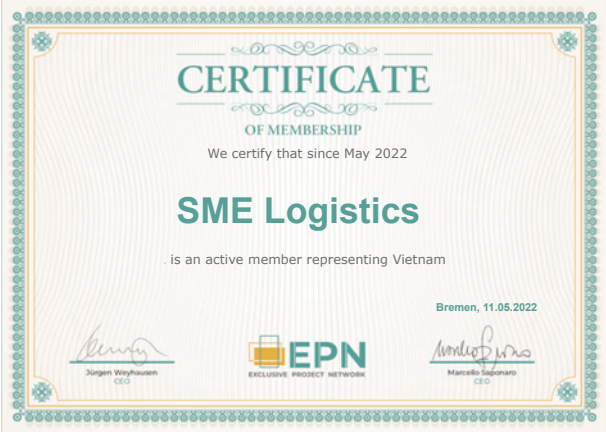 CERTIFICATE
OF MEMBERSHIP
We certify that since May 2022
SME Logistics
. is an active member representing Vietnam
Bremen, 11.05.2022
Jürgen Weyhausen
CEO
EPN
EXCLUSIVE PROJECT NETWORK
Marcello Saponaro
CEO